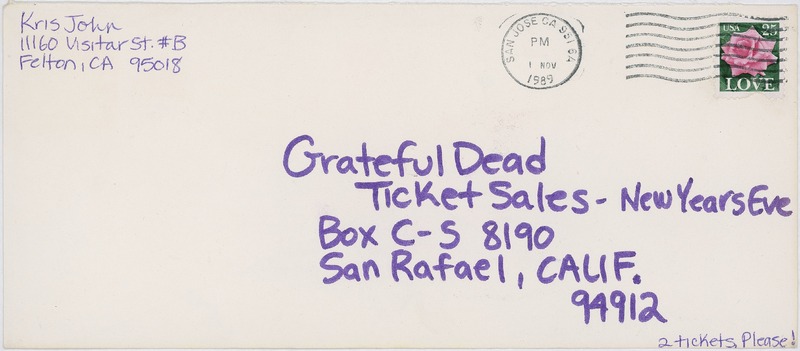 Kris John
11160 Visitar St. #B
Felton, CA 95018
SAN JOSE CA 951 6A
PM
1 NOV
1989
USA 25
LOVE
Grateful Dead
Ticket Sales - New Years Eve
Box C-S 8190
San Rafael, CALIF.
94912
2 tickets, Please!